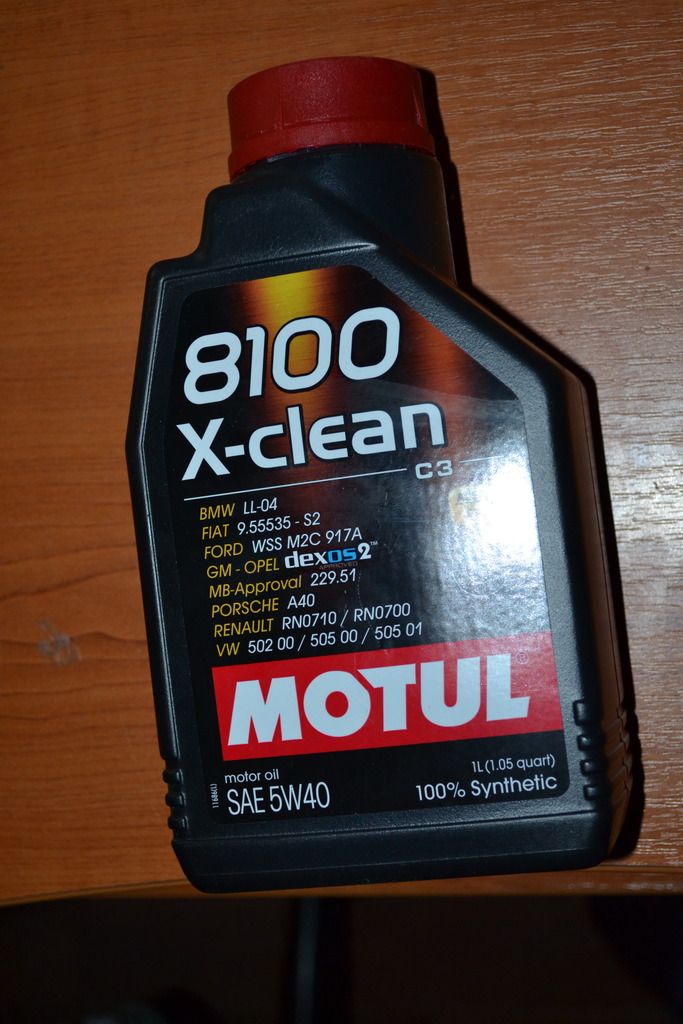 8100
X-clean
C3
BMW LL-04
FIAT 9.55535 - S2
FORD WSS M2C 917A
GM - OPEL dexos2™
APPROVED
MB-Approval 229.51
PORSCHE A40
RENAULT RN0710 / RN0700
VW 502 00 / 505 00 / 505 01
MOTUL®
motor oil
SAE 5W40
1L (1.05 quart)
100% Synthetic